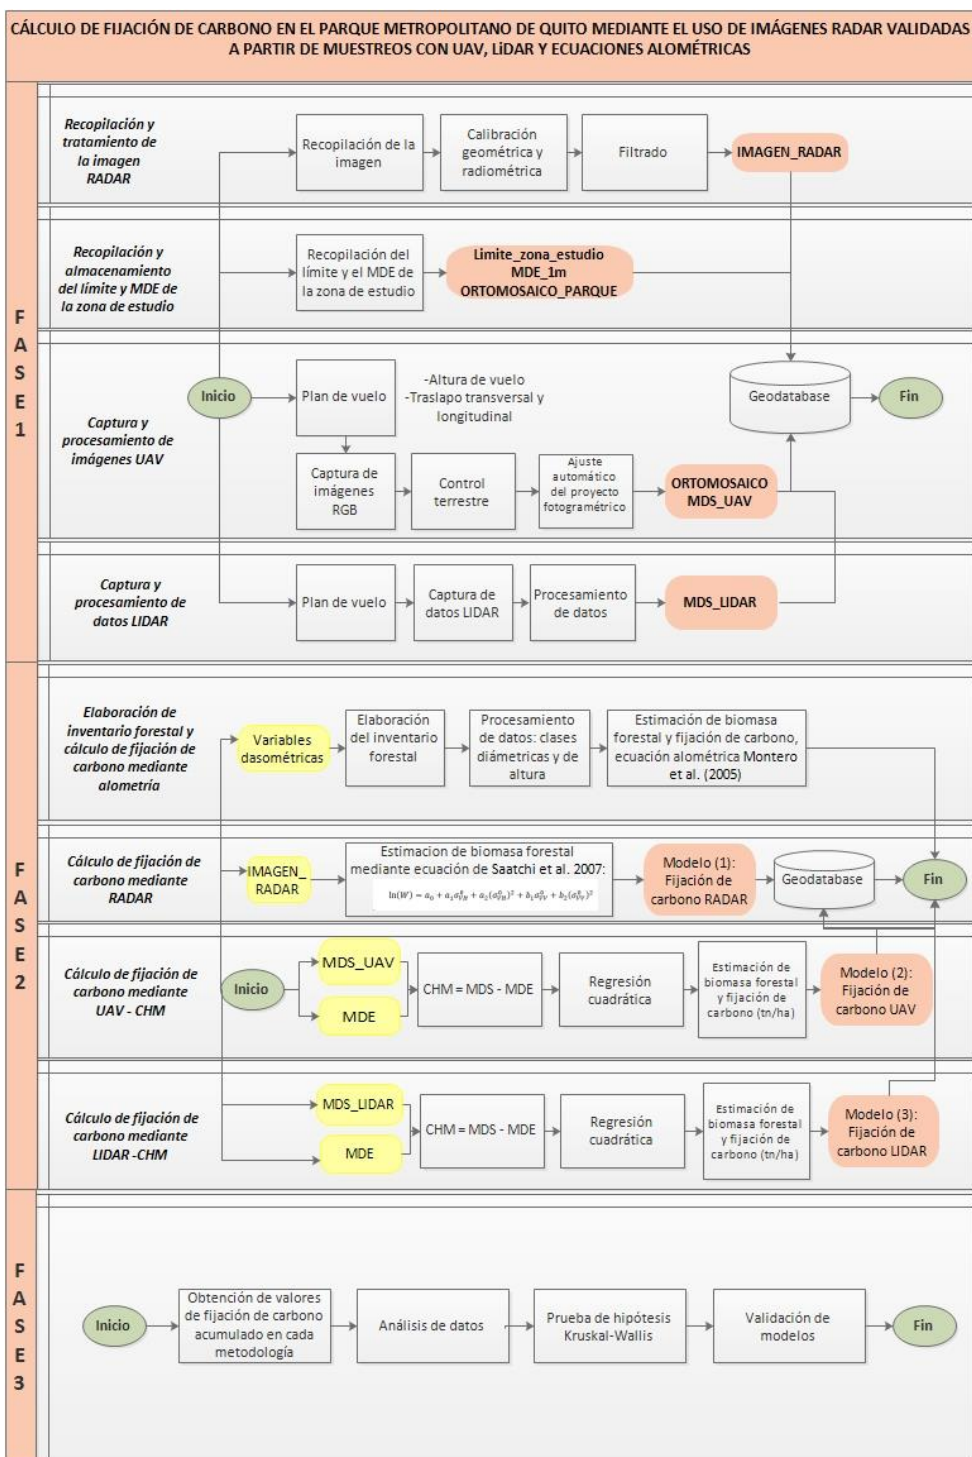 CÁLCULO DE FIJACIÓN DE CARBONO EN EL PARQUE METROPOLITANO DE QUITO MEDIANTE EL USO DE IMÁGENES RADAR VALIDADAS
A PARTIR DE MUESTREOS CON UAV, LiDAR Y ECUACIONES ALOMÉTRICAS
F
A
S
E
1
Recopilación y
tratamiento de
la imagen
RADAR
Recopilación de la
imagen
Calibración
geométrica y
radiométrica
Filtrado
IMAGEN_RADAR
Recopilación y
almacenamiento
del límite y MDE de
la zona de estudio
Recopilación del
límite y el MDE de
la zona de estudio
Limite_zona_estudio
MDE_1m
ORTOMOSAICO_PARQUE
Captura y
procesamiento de
imágenes UAV
Inicio
Plan de vuelo
-Altura de vuelo
-Traslapo transversal y
longitudinal
Geodatabase
Fin
Captura de
imágenes
RGB
Control
terrestre
Ajuste
automático
del proyecto
fotogramétrico
ORTOMOSAICO
MDS_UAV
Captura y
procesamiento de
datos LIDAR
Plan de vuelo
Captura de
datos LIDAR
Procesamiento
de datos
MDS_LIDAR
F
A
S
E
2
Elaboración de
inventario forestal y
cálculo de fijación de
carbono mediante
alometría
Variables
dasométricas
Elaboración
del inventario
forestal
Procesamiento
de datos: clases
diámetricas y de
altura
Estimación de biomasa
forestal y fijación de carbono,
ecuación alométrica Montero
et al. (2005)
Cálculo de fijación de
carbono mediante
RADAR
IMAGEN_
RADAR
Estimacion de biomasa forestal
mediante ecuación de Saatchi et al. 2007:
Modelo (1):
Fijación de
carbono RADAR
Geodatabase
Fin
Cálculo de fijación de
carbono mediante
UAV - CHM
Inicio
MDS_UAV
MDE
CHM = MDS - MDE
Regresión
cuadrática
Estimación de
biomasa forestal
y fijación de
carbono (tn/ha)
Modelo (2):
Fijación de
carbono UAV
Cálculo de fijación de
carbono mediante
LIDAR -CHM
MDS_LIDAR
MDE
CHM = MDS - MDE
Regresión
cuadrática
Estimación de
biomasa forestal
y fijación de
carbono (tn/ha)
Modelo (3):
Fijación de
carbono LIDAR
F
A
S
E
3
Inicio
Obtención de valores
de fijación de carbono
acumulado en cada
metodología
Análisis de datos
Prueba de hipótesis
Kruskal-Wallis
Validación de
modelos
Fin